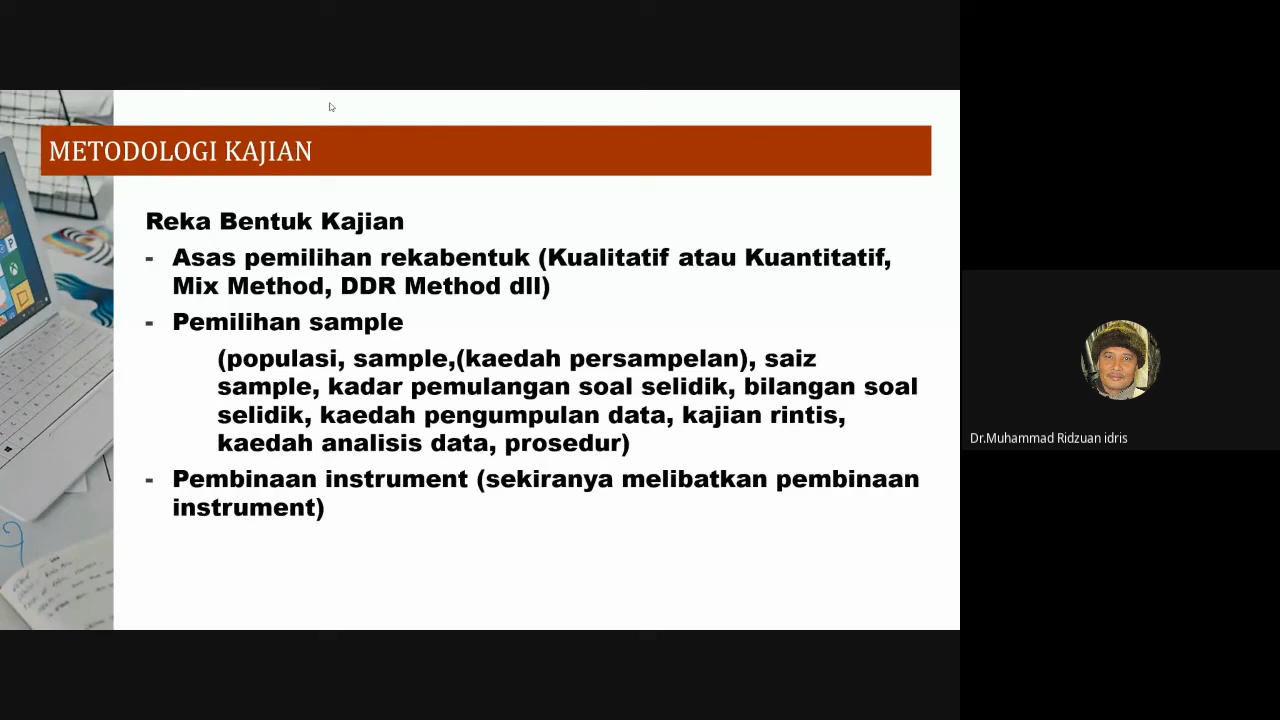 METODOLOGI KAJIAN
Reka Bentuk Kajian
- Asas pemilihan rekabentuk (Kualitatif atau Kuantitatif,
Mix Method, DDR Method dll)
- Pemilihan sample
(populasi, sample,(kaedah persampelan), saiz
sample, kadar pemulangan soal selidik, bilangan soal
selidik, kaedah pengumpulan data, kajian rintis,
kaedah analisis data, prosedur)
- Pembinaan instrument (sekiranya melibatkan pembinaan
instrument)
Dr.Muhammad Ridzuan idris